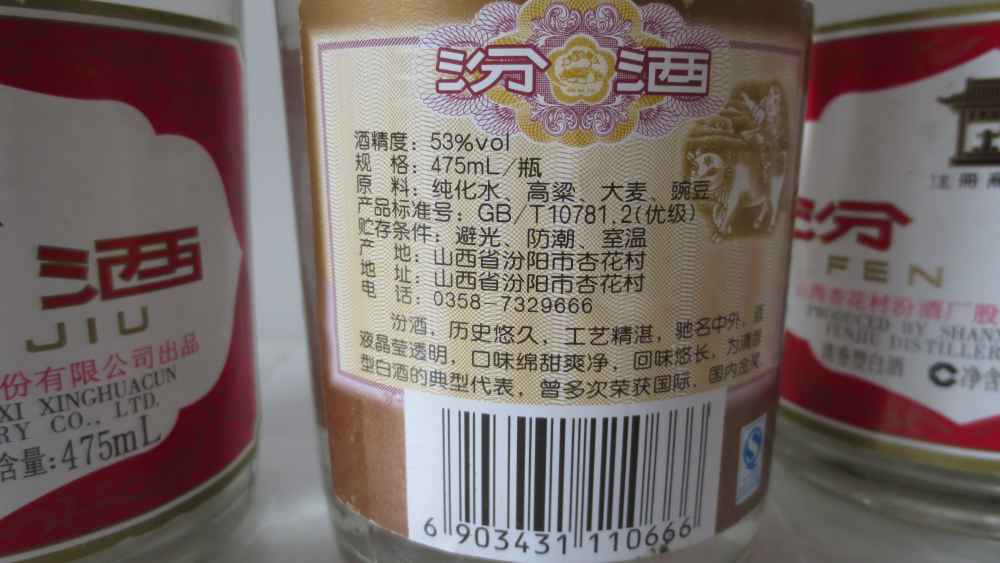 汾酒
酒精度：53%vol
规 格：475mL/瓶
原 料：纯化水、高粱、大麦、豌豆
产品标准号：GB/T10781.2(优级)
贮存条件：避光、防潮、室温
产 地：山西省汾阳市杏花村
地 址：山西省汾阳市杏花村
电 话：0358-7329666
汾酒，历史悠久，工艺精湛，驰名中外，酒
液晶莹透明，口味绵甜爽净，回味悠长，为清香
型白酒的典型代表，曾多次荣获国际、国内金奖
6 903431 110666
酒
JIU
份有限公司出品
XI XINGHUACUN
RY CO., LTD.
含量:475mL
注册
汾
FEN
山西杏花村汾酒厂股
PRODUCED BY SHAN
FENJIU DISTILLE
清香型白酒
净含